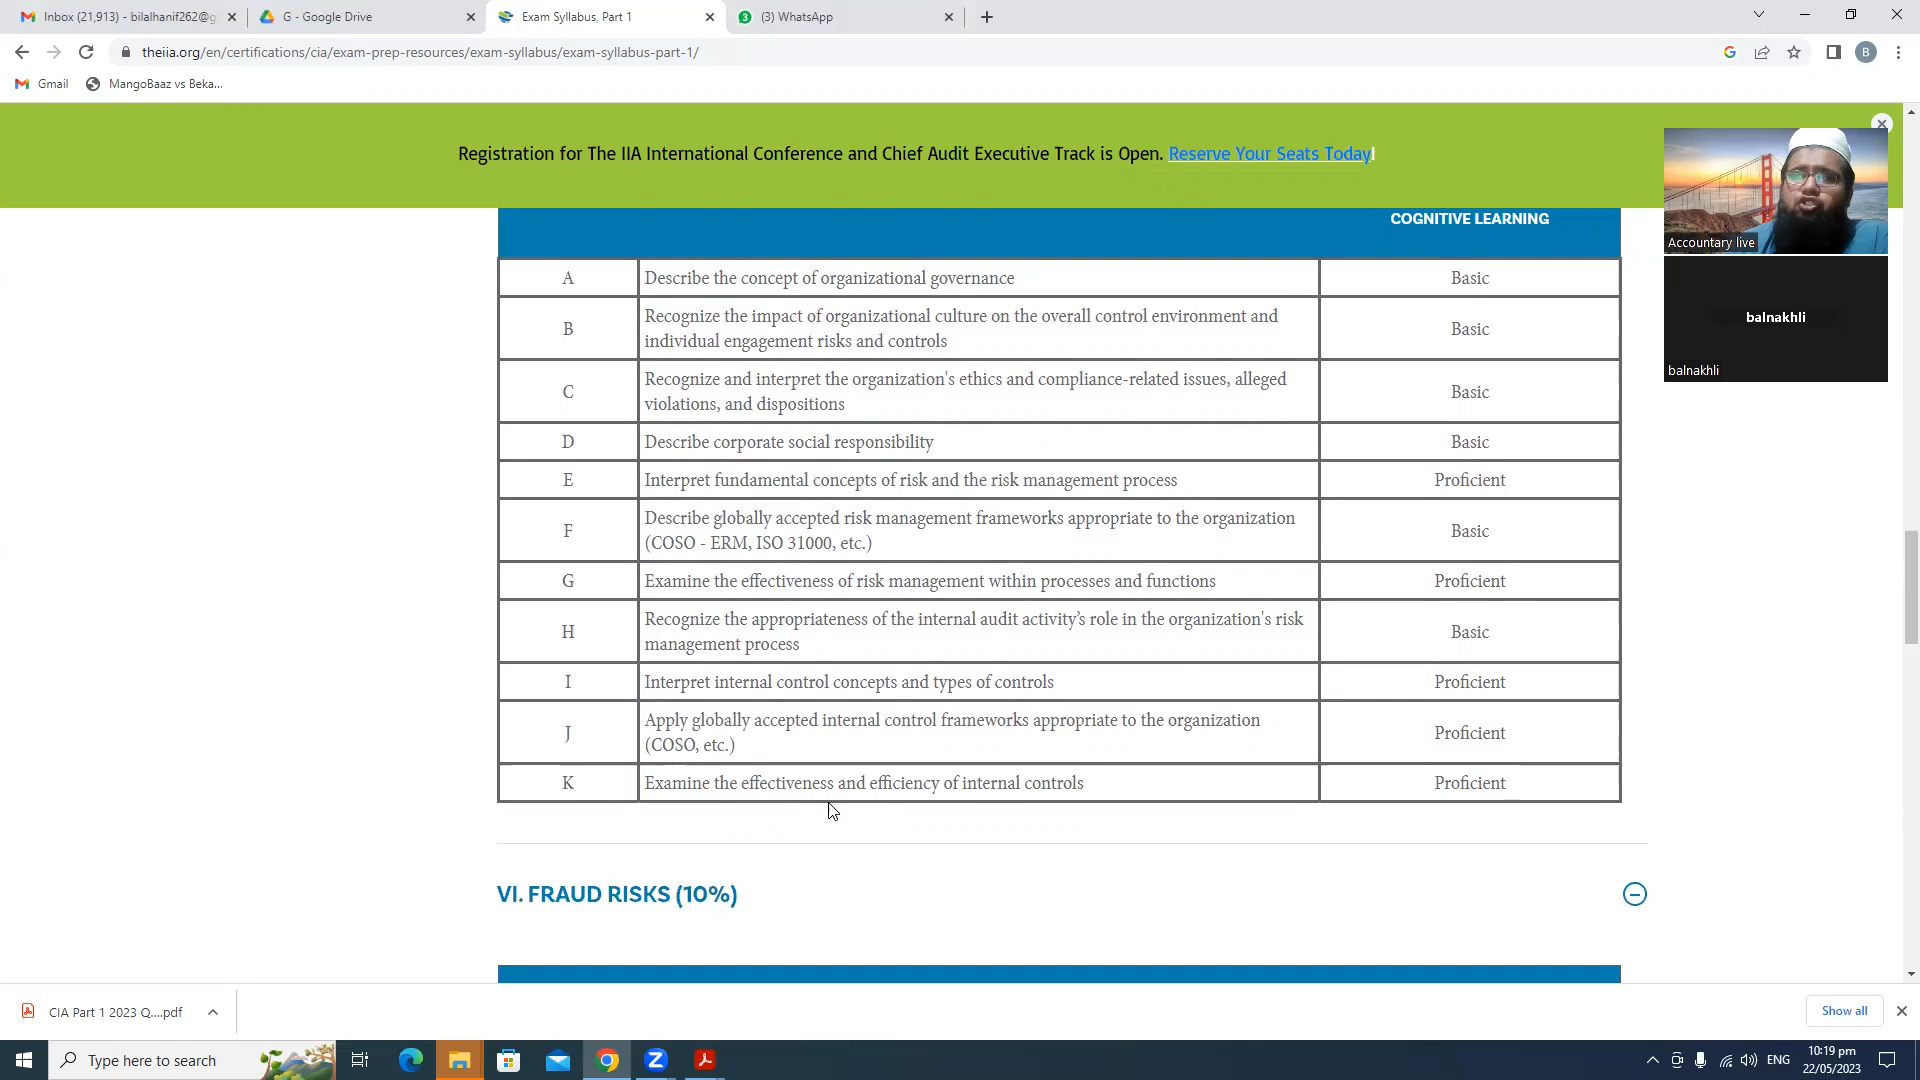 Inbox (21,913) - bilalhanif262@g
G - Google Drive
Exam Syllabus, Part 1
(3) WhatsApp
theiia.org/en/certifications/cia/exam-prep-resources/exam-syllabus/exam-syllabus-part-1/
B
Gmail
MangoBaaz vs Beka...
Registration for The IIA International Conference and Chief Audit Executive Track is Open. Reserve Your Seats Today!
COGNITIVE LEARNING
A Describe the concept of organizational governance Basic
B Recognize the impact of organizational culture on the overall control environment and
individual engagement risks and controls Basic
C Recognize and interpret the organization's ethics and compliance-related issues, alleged
violations, and dispositions Basic
D Describe corporate social responsibility Basic
E Interpret fundamental concepts of risk and the risk management process Proficient
F Describe globally accepted risk management frameworks appropriate to the organization
(COSO - ERM, ISO 31000, etc.) Basic
G Examine the effectiveness of risk management within processes and functions Proficient
H Recognize the appropriateness of the internal audit activity’s role in the organization's risk
management process Basic
I Interpret internal control concepts and types of controls Proficient
J Apply globally accepted internal control frameworks appropriate to the organization
(COSO, etc.) Proficient
K Examine the effectiveness and efficiency of internal controls Proficient
VI. FRAUD RISKS (10%)
Accountary live
balnakhli
balnakhli
CIA Part 1 2023 Q....pdf
Show all
Type here to search
ENG
10:19 pm
22/05/2023